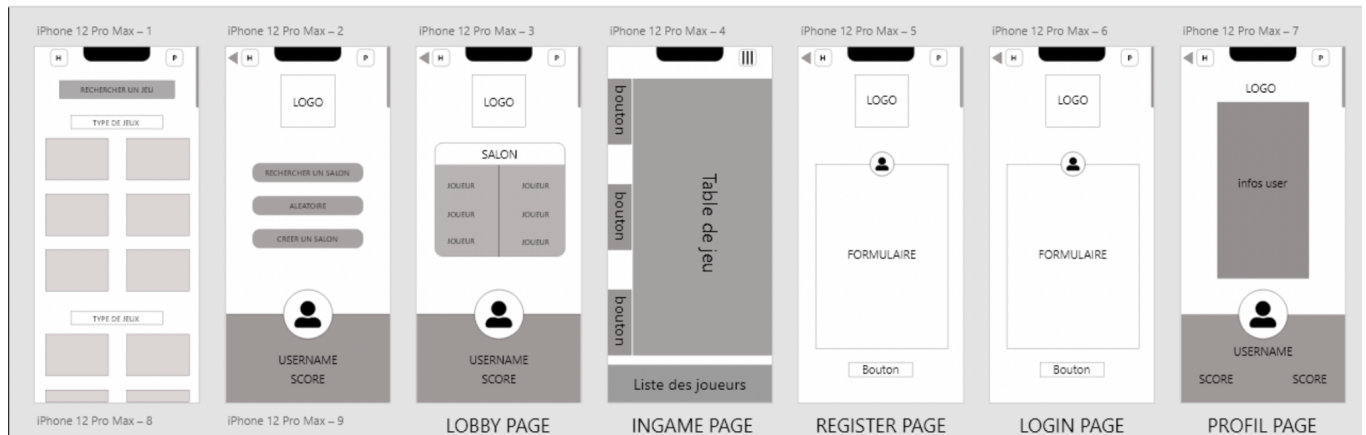 iPhone 12 Pro Max – 1
H
P
RECHERCHER UN JEU
TYPE DE JEUX
TYPE DE JEUX
iPhone 12 Pro Max – 8
iPhone 12 Pro Max – 2
H
P
LOGO
RECHERCHER UN SALON
ALEATOIRE
CREER UN SALON
USERNAME
SCORE
iPhone 12 Pro Max – 9
iPhone 12 Pro Max – 3
H
P
LOGO
SALON
JOUEUR JOUEUR
JOUEUR JOUEUR
JOUEUR JOUEUR
USERNAME
SCORE
LOBBY PAGE
iPhone 12 Pro Max – 4
bouton
bouton
bouton
Table de jeu
Liste des joueurs
INGAME PAGE
iPhone 12 Pro Max – 5
H
P
LOGO
FORMULAIRE
Bouton
REGISTER PAGE
iPhone 12 Pro Max – 6
H
P
LOGO
FORMULAIRE
Bouton
LOGIN PAGE
iPhone 12 Pro Max – 7
H
P
LOGO
infos user
USERNAME
SCORE SCORE
PROFIL PAGE